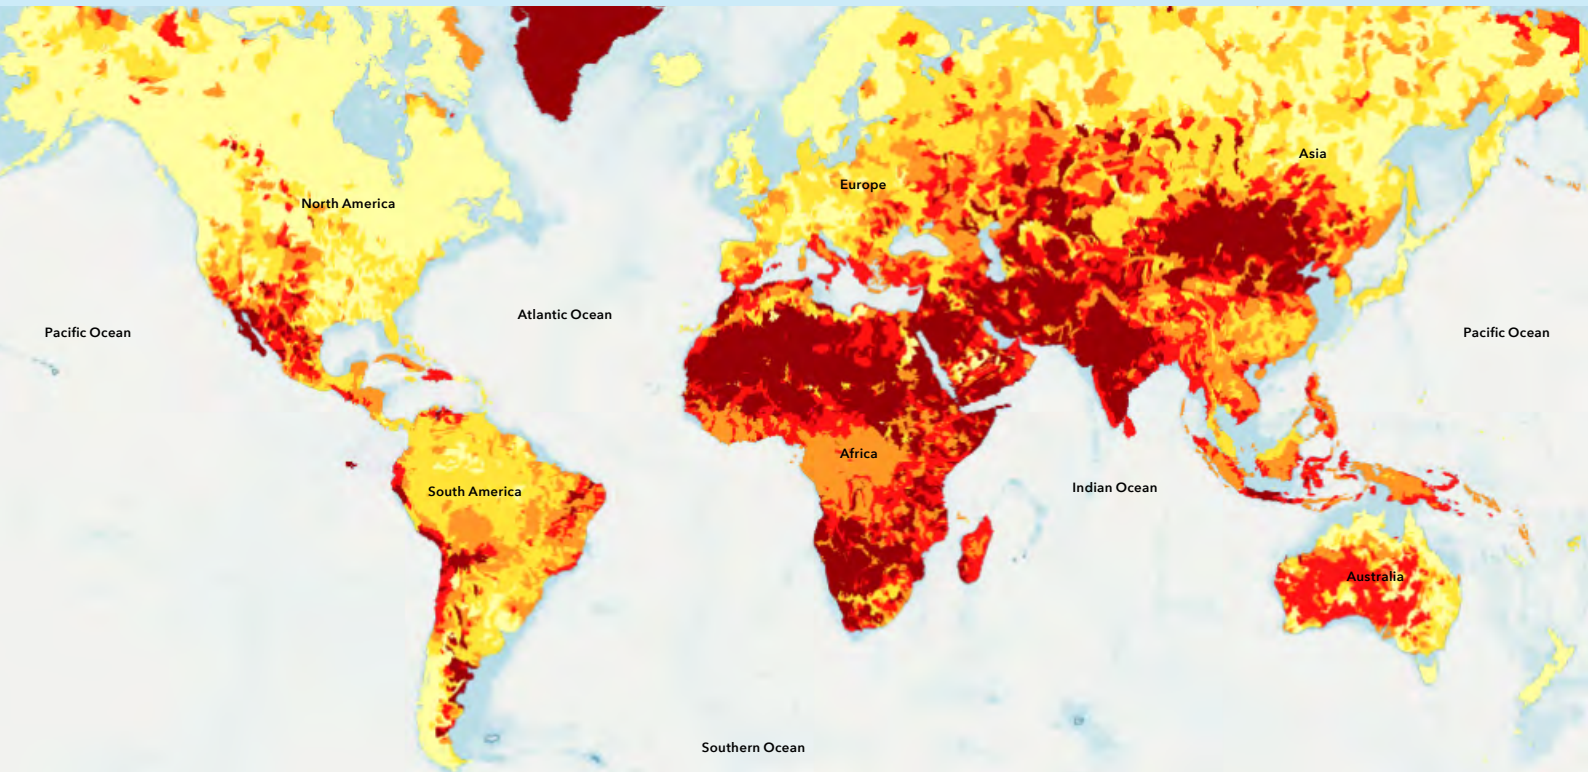 Asia
Europe
North America
Atlantic Ocean
Pacific Ocean
Pacific Ocean
Africa
Indian Ocean
South America
Australia
Southern Ocean